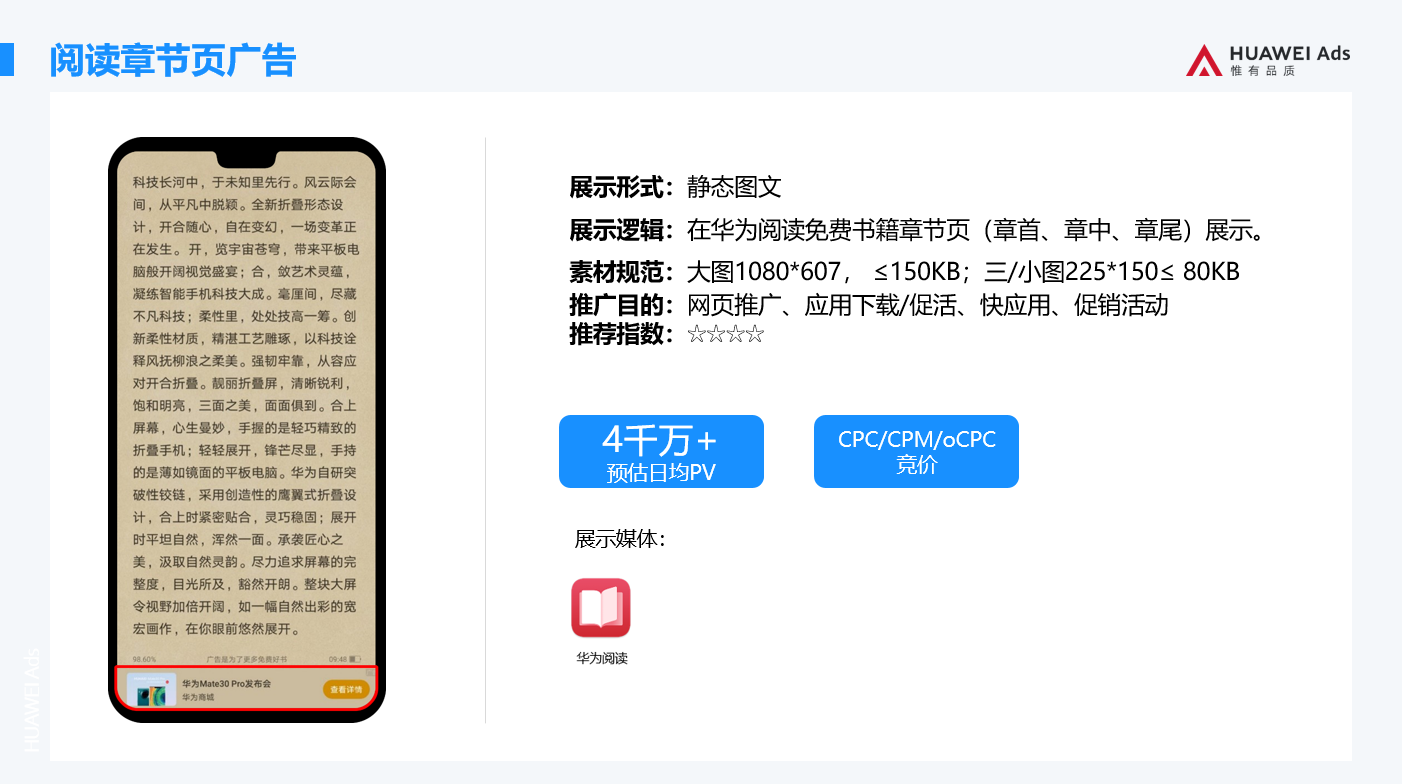 阅读章节页广告
HUAWEI Ads
惟有品质
科技长河中，于未知里先行。风云际会
间，从平凡中脱颖。全新折叠形态设
计，开合随心，自在变幻，一场变革正
在发生。开，览宇宙苍穹，带来平板电
脑般开阔视觉盛宴；合，敛艺术灵蕴，
凝练智能手机科技大成。毫厘间，尽藏
不凡科技；柔性里，处处技高一筹。创
新柔性材质，精湛工艺雕琢，以科技诠
释风抚柳浪之柔美。强韧牢靠，从容应
对开合折叠。靓丽折叠屏，清晰锐利，
饱和明亮，三面之美，面面俱到。合上
屏幕，心生曼妙，手握的是轻巧精致的
折叠手机；轻轻展开，锋芒尽显，手持
的是薄如镜面的平板电脑。华为自研突
破性铰链，采用创造性的鹰翼式折叠设
计，合上时紧密贴合，灵巧稳固；展开
时平坦自然，浑然一面。承袭匠心之
美，汲取自然灵韵。尽力追求屏幕的完
整度，目光所及，豁然开朗。整块大屏
令视野加倍开阔，如一幅自然出彩的宽
宏画作，在你眼前悠然展开。
98.60% 广告是为了更多免费好书 09:48
华为Mate30 Pro发布会
华为商城
查看详情
展示形式：静态图文
展示逻辑：在华为阅读免费书籍章节页（章首、章中、章尾）展示。
素材规范：大图1080*607， ≤150KB；三/小图225*150≤ 80KB
推广目的：网页推广、应用下载/促活、快应用、促销活动
推荐指数：☆☆☆☆
4千万+
预估日均PV
CPC/CPM/oCPC
竞价
展示媒体：
华为阅读
HUAWEI Ads